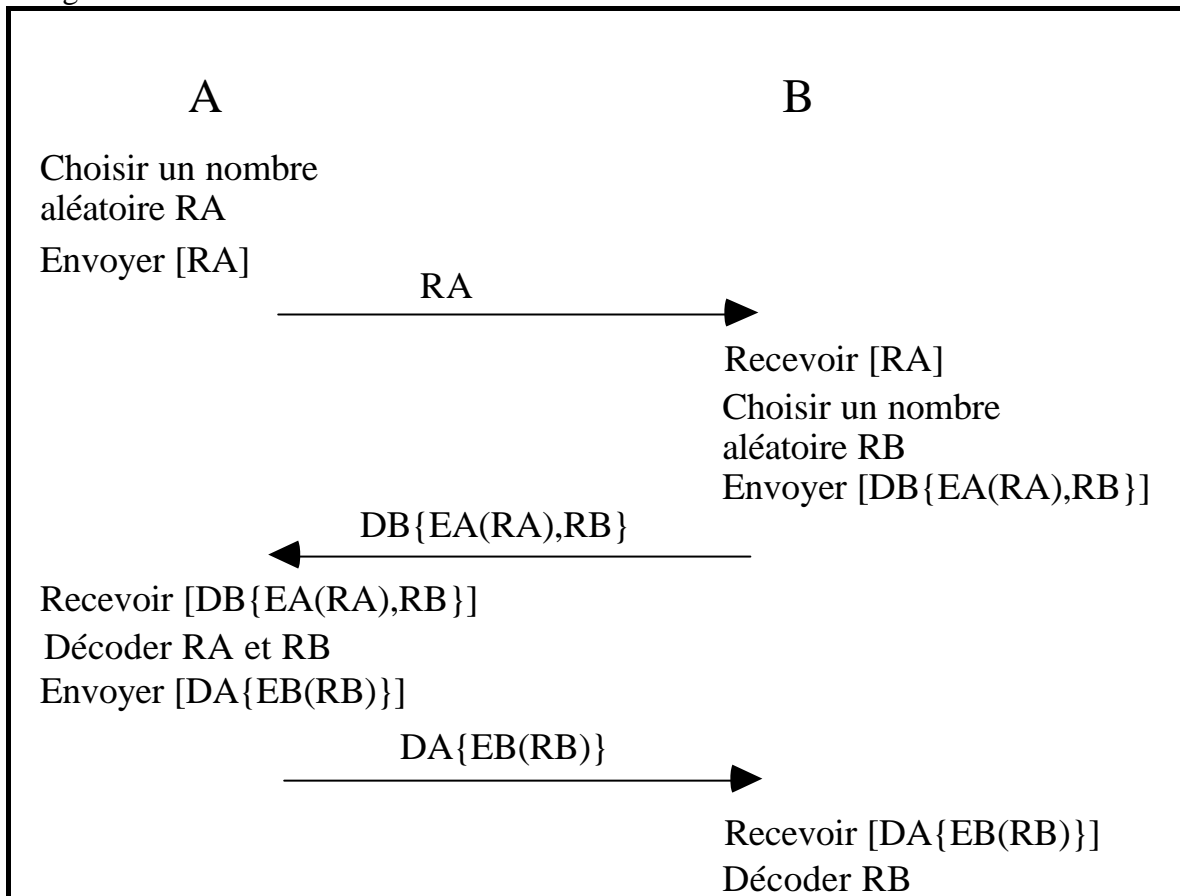 A B
Choisir un nombre
aléatoire RA
Envoyer [RA]
RA
Recevoir [RA]
Choisir un nombre
aléatoire RB
Envoyer [DB{EA(RA),RB}]
DB{EA(RA),RB}
Recevoir [DB{EA(RA),RB}]
Décoder RA et RB
Envoyer [DA{EB(RB)}]
DA{EB(RB)}
Recevoir [DA{EB(RB)}]
Décoder RB